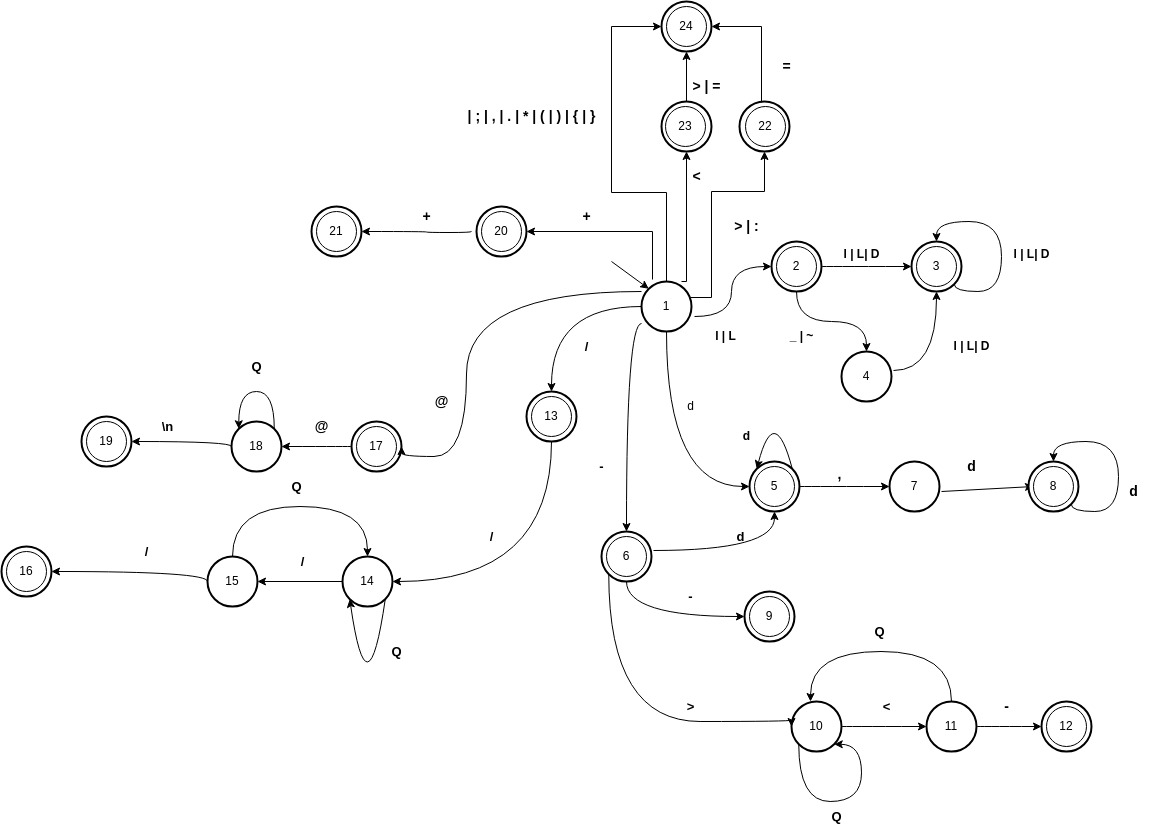 24
=
> | =
| ; | , | . | * | ( | ) | { | }
23
22
<
+
+
21
20
> | :
2
I | L| D
3
I | L| D
1
I | L
_ | ~
/
I | L| D
4
Q
@
d
13
\n
@
19
18
17
d
-
Q
5
,
7
d
8
d
/
/
/
d
6
16
15
14
-
9
Q
Q
>
<
-
10
11
12
Q